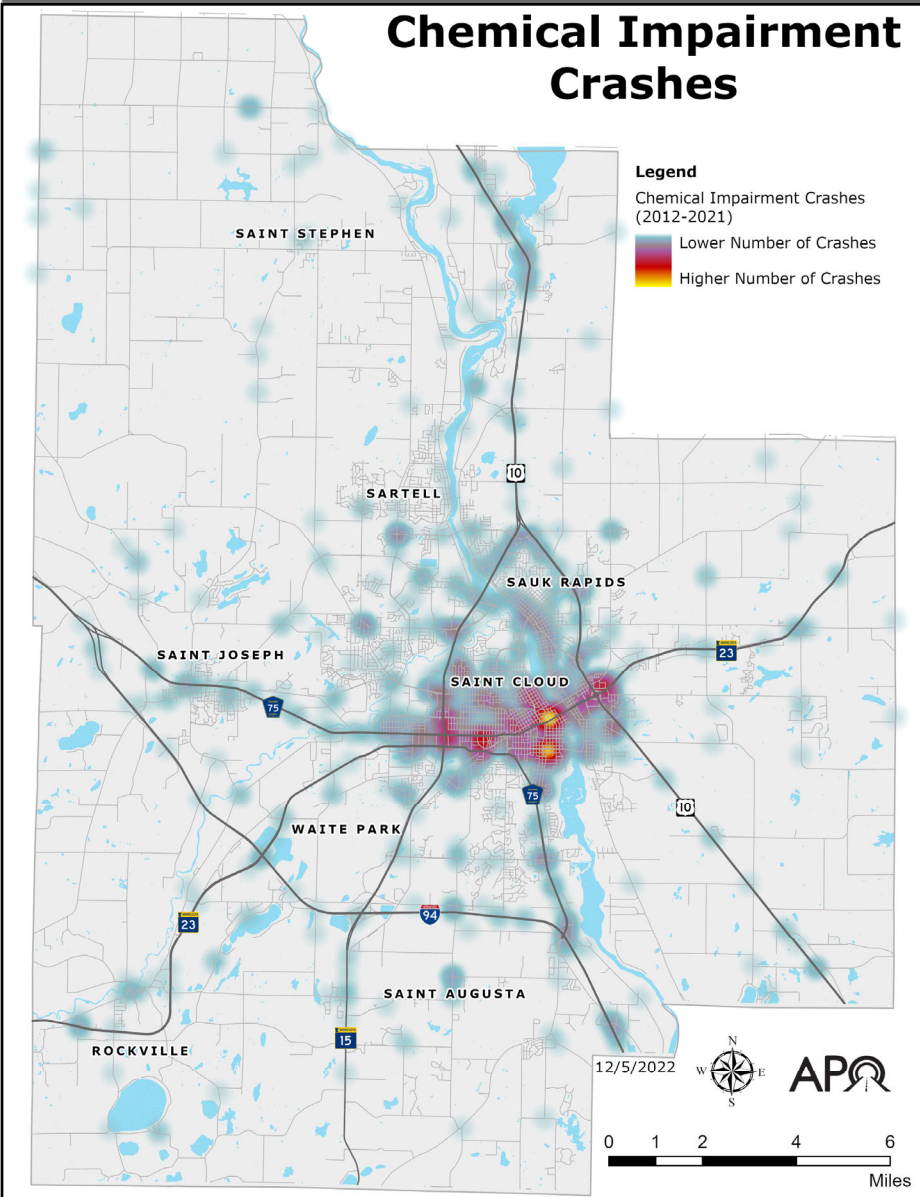 Chemical Impairment
Crashes
Legend
Chemical Impairment Crashes
(2012-2021)
Lower Number of Crashes
Higher Number of Crashes
SAINT STEPHEN
10
SARTELL
SAUK RAPIDS
23
SAINT JOSEPH
SAINT CLOUD
75
75
10
WAITE PARK
94
23
SAINT AUGUSTA
15
ROCKVILLE
12/5/2022
N
W E
S
APO
0 1 2 4 6
Miles